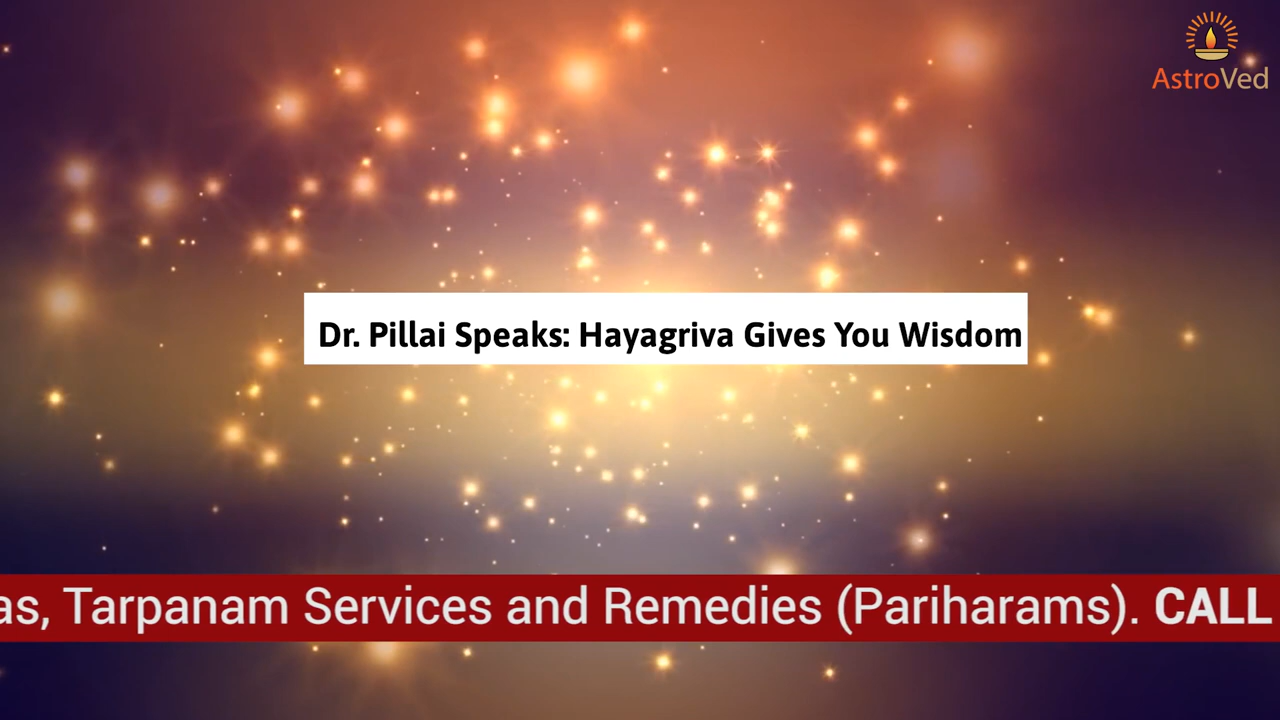 AstroVed
Dr. Pillai Speaks: Hayagriva Gives You Wisdom
as, Tarpanam Services and Remedies (Pariharams). CALL